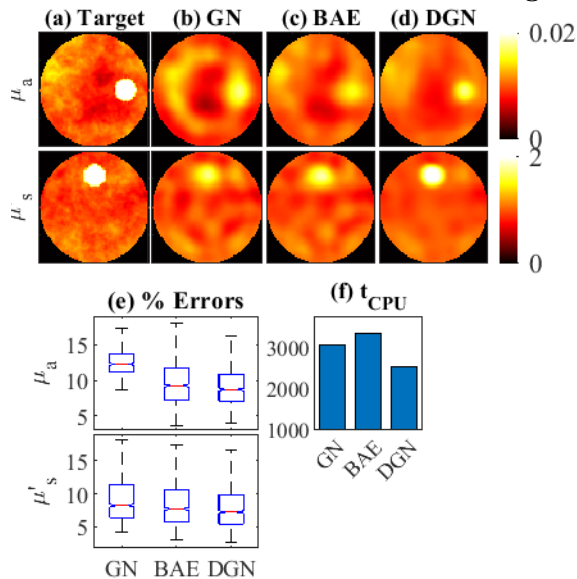 (a) Target (b) GN (c) BAE (d) DGN
0.02
μa
0
2
μ's
0
(e) % Errors
(f) tCPU
15
μa
10
5
3000
2000
1000
GN BAE DGN
15
μ's
10
5
GN BAE DGN